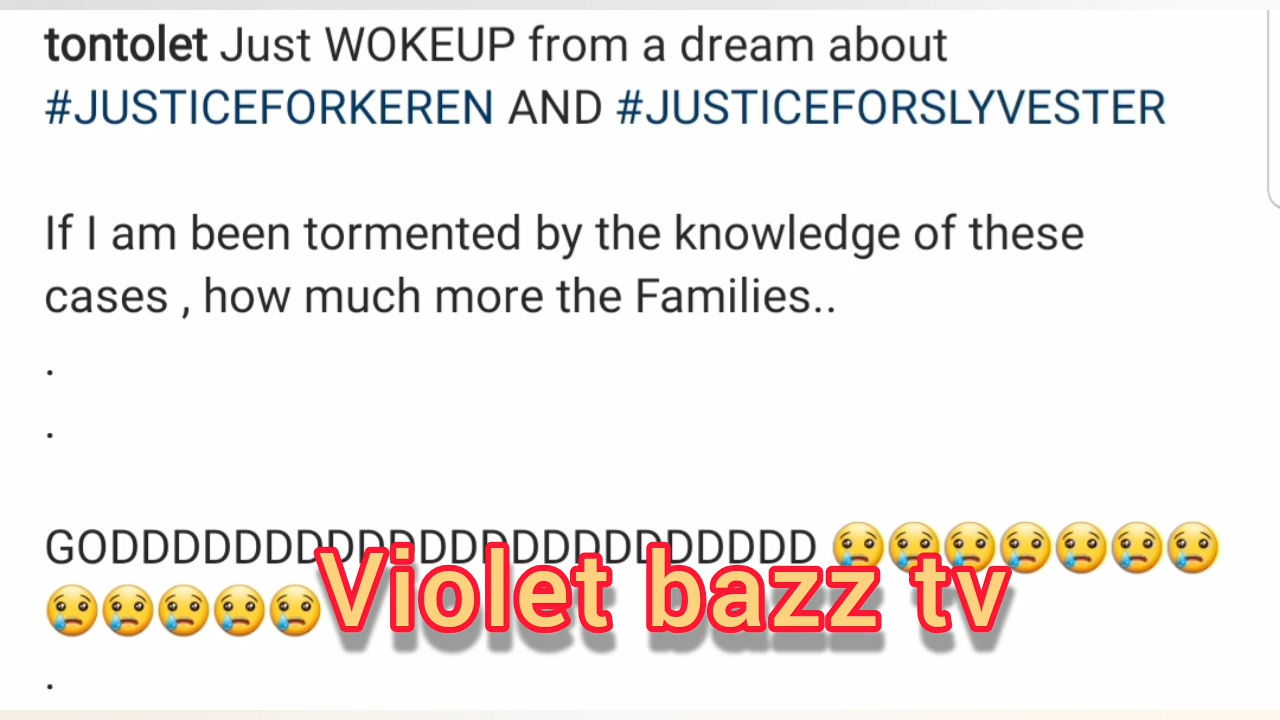 tontolet Just WOKEUP from a dream about
#JUSTICEFORKEREN AND #JUSTICEFORSLYVESTER
If I am been tormented by the knowledge of these
cases , how much more the Families..
.
.
GODDDDDDDDDDDDDDDDDDDDDDD 😢😢😢😢😢😢😢
😢😢😢😢😢
Violet bazz tv
.